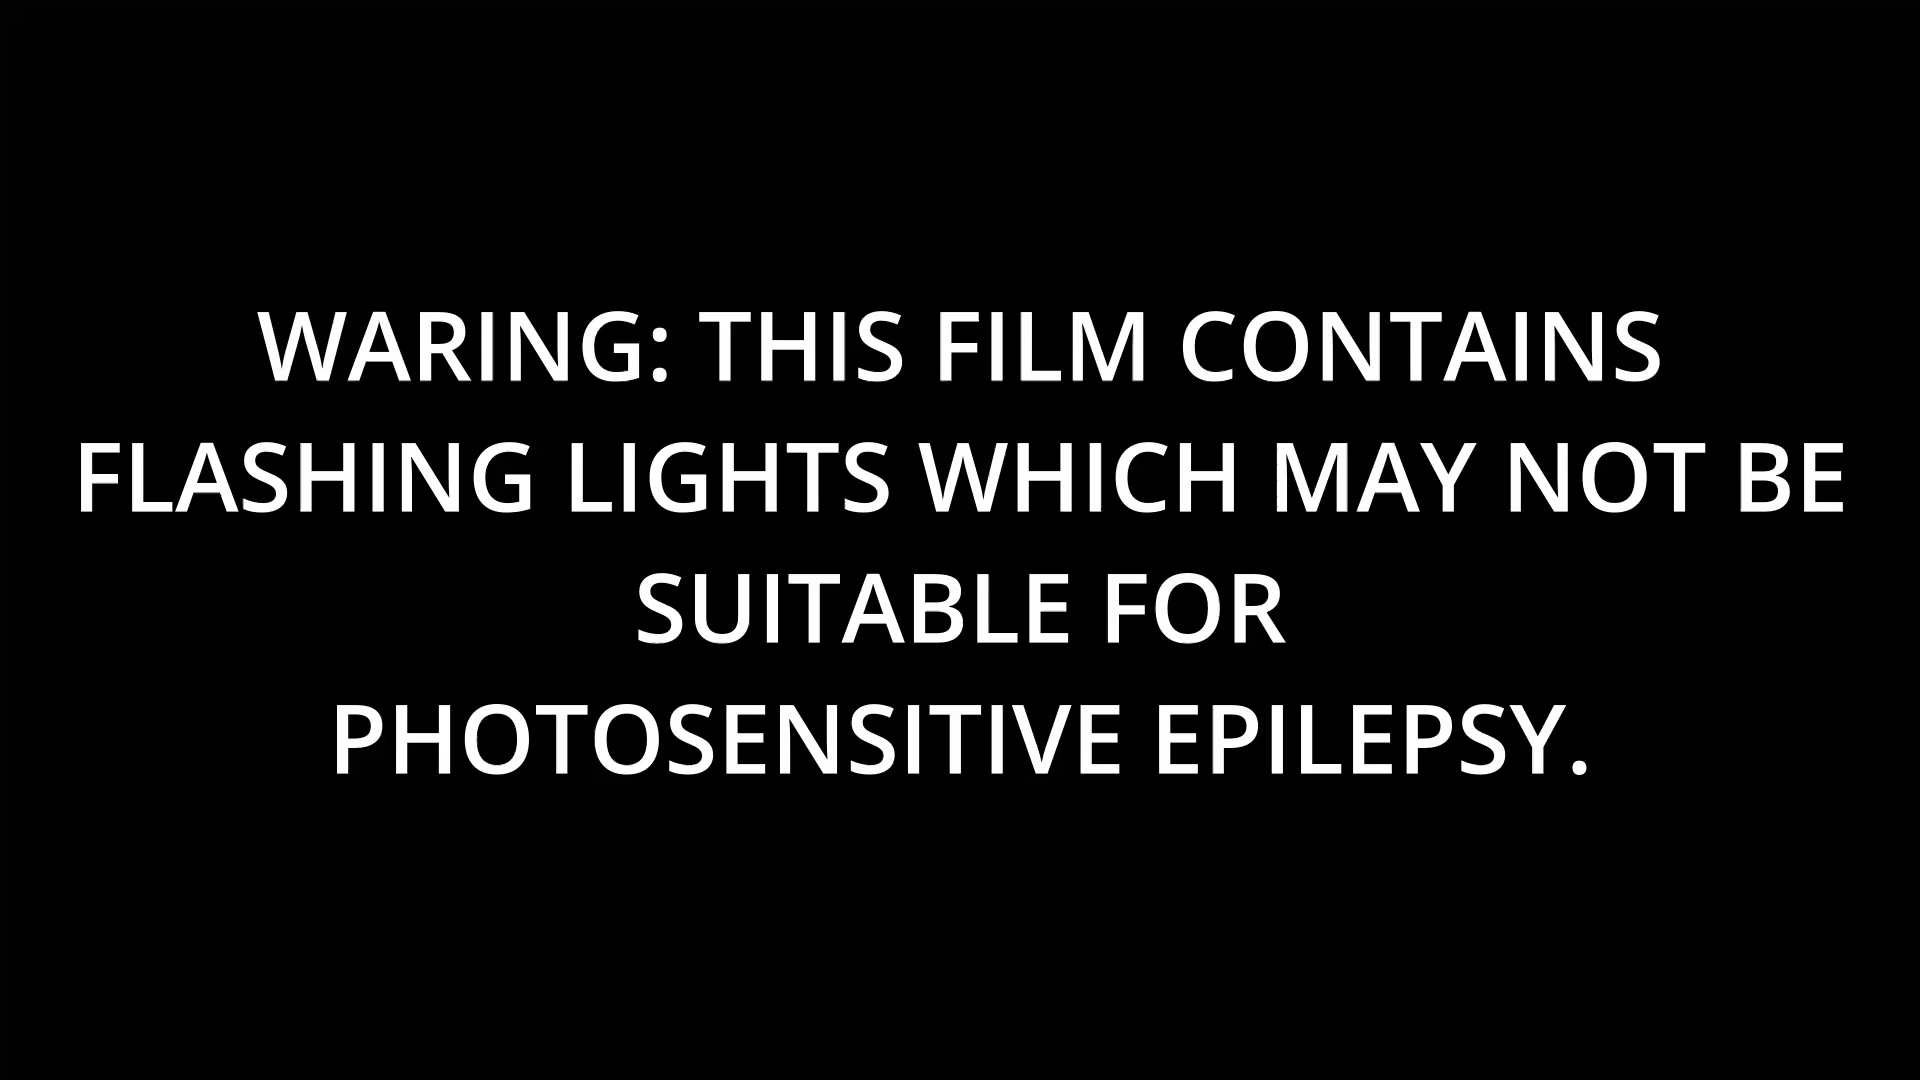 WARING: THIS FILM CONTAINS
FLASHING LIGHTS WHICH MAY NOT BE
SUITABLE FOR
PHOTOSENSITIVE EPILEPSY.